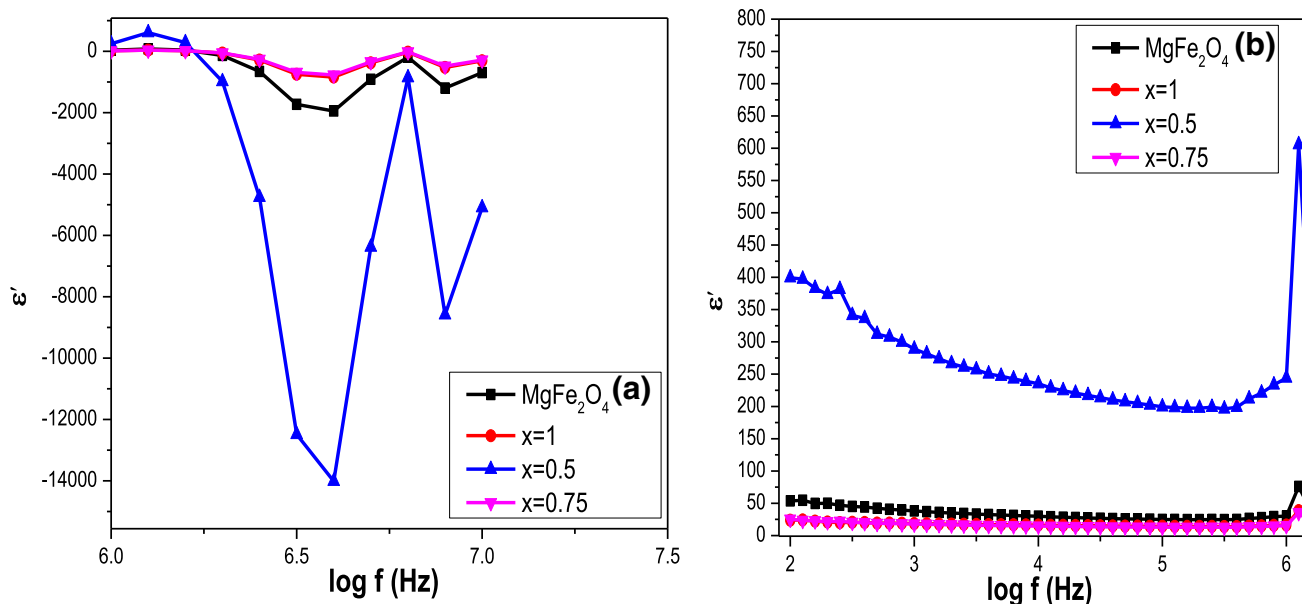 0
-2000
-4000
-6000
-8000
-10000
-12000
-14000
ε′
6.0 6.5 7.0 7.5
log f (Hz)
MgFe₂O₄ (a)
x=1
x=0.5
x=0.75
800
750
700
650
600
550
500
450
400
350
300
250
200
150
100
50
0
ε′
2 3 4 5 6
log f (Hz)
MgFe₂O₄ (b)
x=1
x=0.5
x=0.75